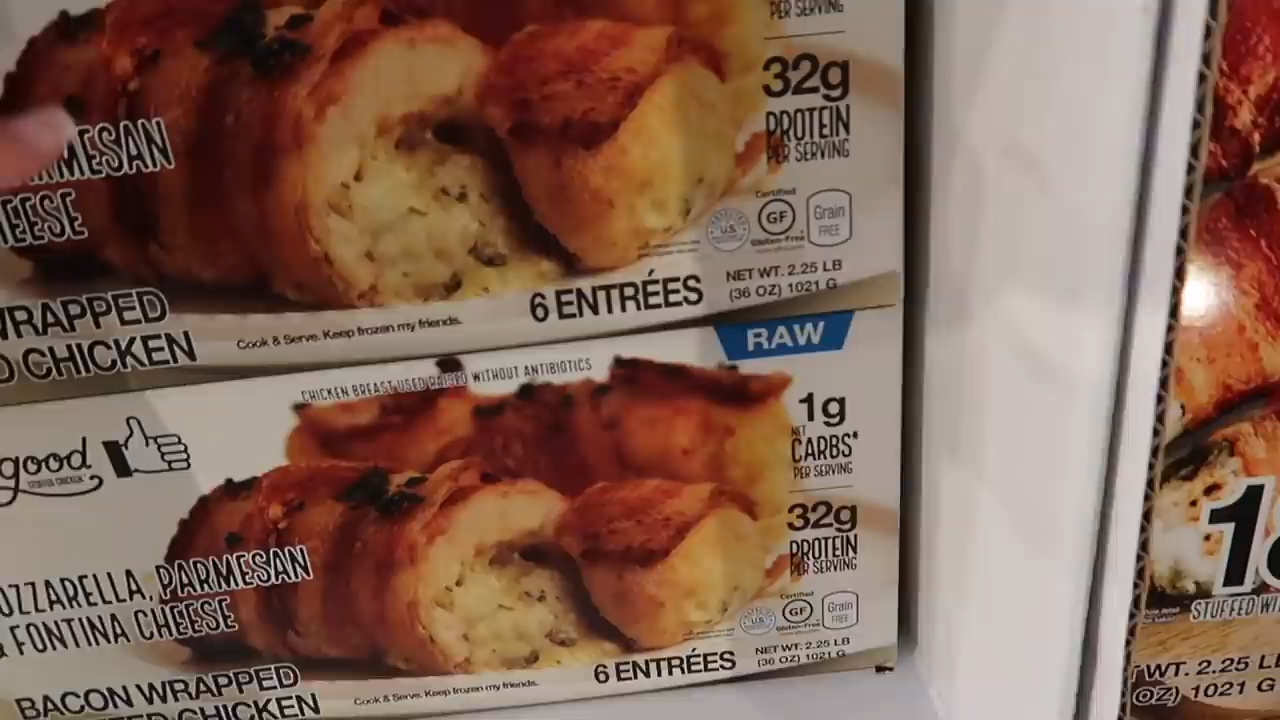 PER SERVING
32g
PROTEIN
PER SERVING
MESAN
Certified
GF
Gluten-Free
U.S.
Grain
FREE
NET WT. 2.25 LB
(36 OZ) 1021 G
6 ENTRÉES
WRAPPED
CHICKEN
Cook & Serve. Keep frozen my friends.
RAW
CHICKEN BREAST USED RAISED WITHOUT ANTIBIOTICS
good
1g
NET
CARBS*
PER SERVING
32g
PROTEIN
PER SERVING
PARMESAN
& FONTINA CHEESE
Certified
GF
Gluten-Free
U.S.
Grain
FREE
NET WT. 2.25 LB
(36 OZ) 1021 G
6 ENTRÉES
BACON WRAPPED
CHICKEN
Cook & Serve. Keep frozen my friends.
STUFFED
WT. 2.25
OZ) 1021 G